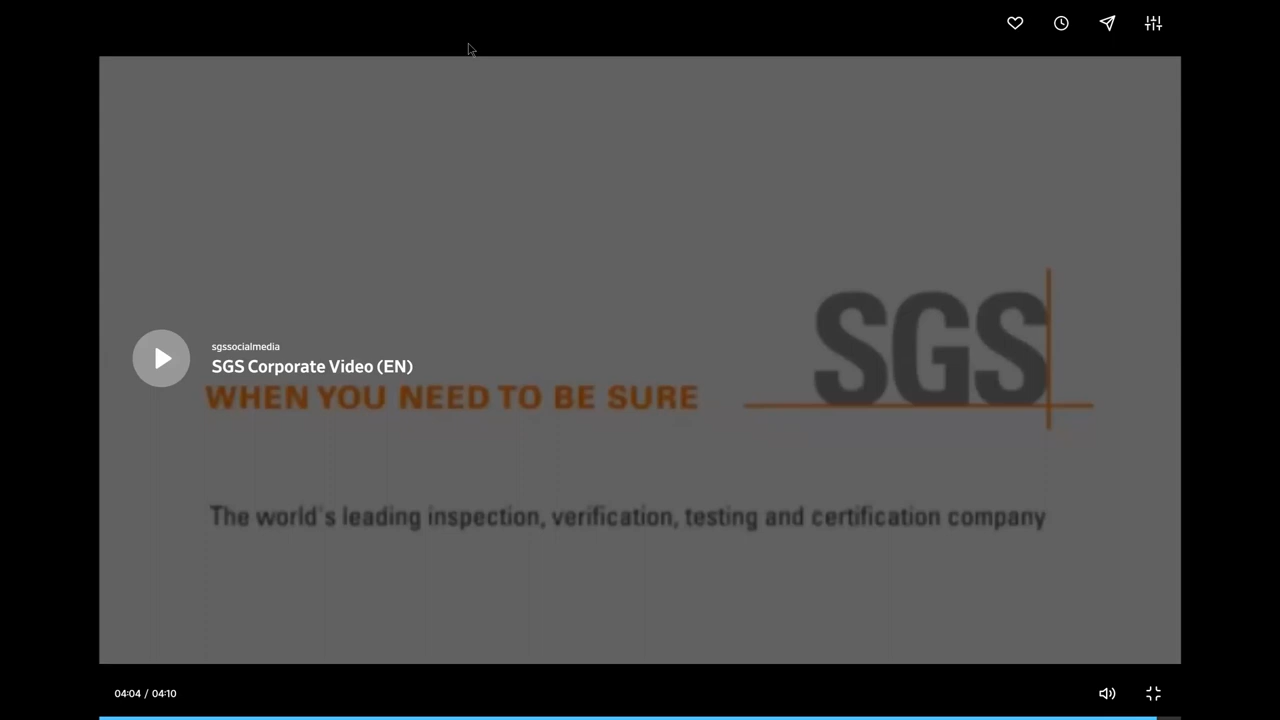 SGS
sgssocialmedia
SGS Corporate Video (EN)
WHEN YOU NEED TO BE SURE
The world's leading inspection, verification, testing and certification company
04:04 / 04:10